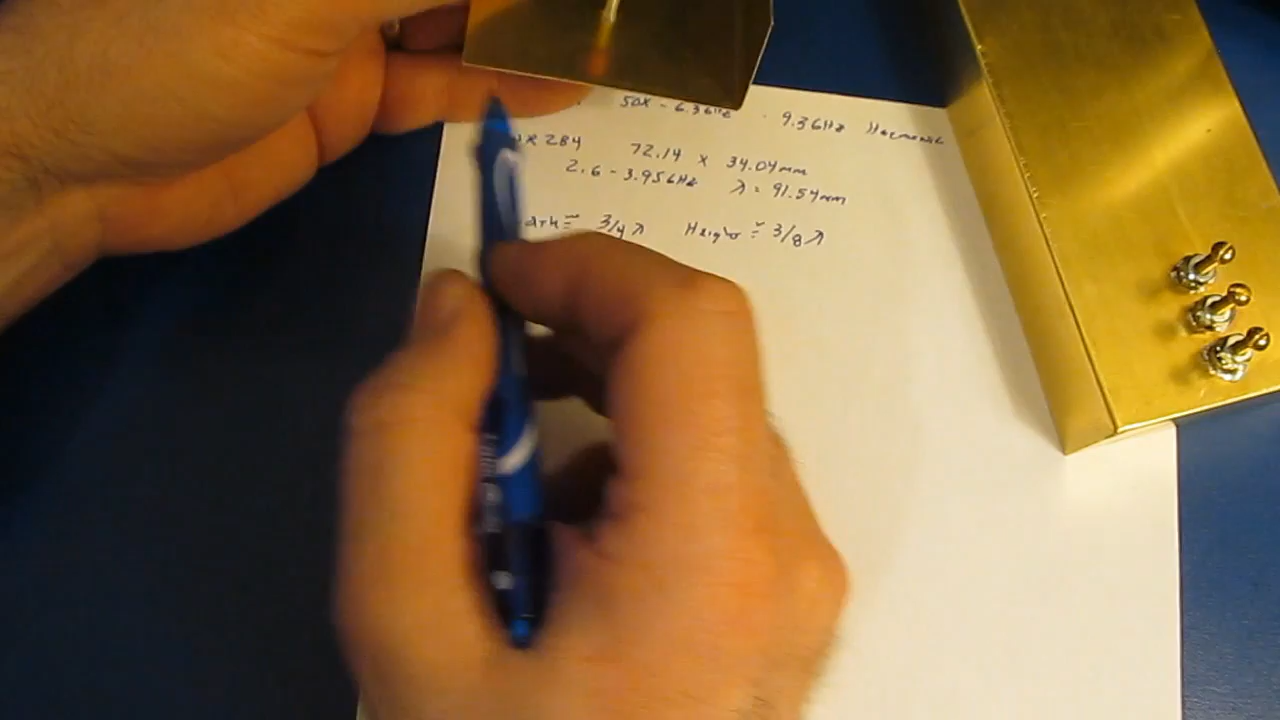 50Ω - 6.3GHz . 9.3GHz Harmonic
R 284 72.14 x 34.04mm
2.6 - 3.95GHz λ = 91.54mm
3/4 λ Height ≅ 3/8 λ